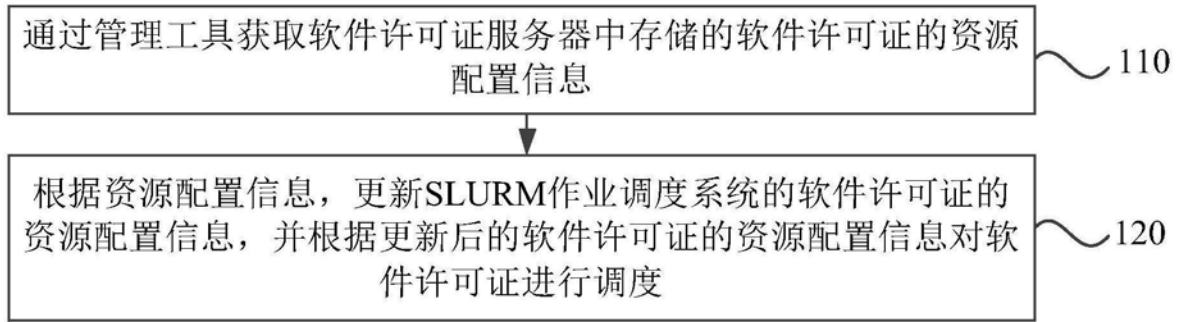 通过管理工具获取软件许可证服务器中存储的软件许可证的资源
配置信息
110
根据资源配置信息，更新SLURM作业调度系统的软件许可证的
资源配置信息，并根据更新后的软件许可证的资源配置信息对软
件许可证进行调度
120